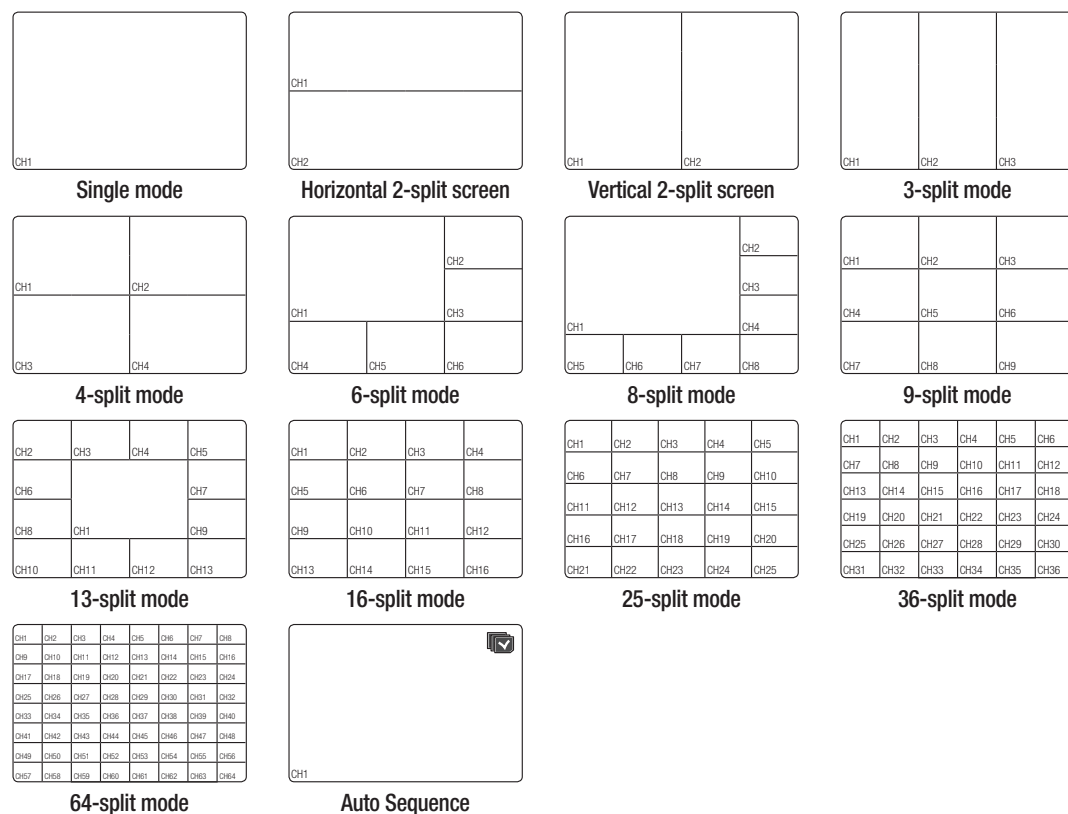 CH1
Single mode
CH1
CH2
Horizontal 2-split screen
CH1 CH2
Vertical 2-split screen
CH1 CH2 CH3
3-split mode
CH1 CH2
CH3 CH4
4-split mode
CH2
CH1 CH3
CH4 CH5 CH6
6-split mode
CH2
CH3
CH1 CH4
CH5 CH6 CH7 CH8
8-split mode
CH1 CH2 CH3
CH4 CH5 CH6
CH7 CH8 CH9
9-split mode
CH2 CH3 CH4 CH5
CH6 CH7
CH8 CH1 CH9
CH10 CH11 CH12 CH13
13-split mode
CH1 CH2 CH3 CH4
CH5 CH6 CH7 CH8
CH9 CH10 CH11 CH12
CH13 CH14 CH15 CH16
16-split mode
CH1 CH2 CH3 CH4 CH5
CH6 CH7 CH8 CH9 CH10
CH11 CH12 CH13 CH14 CH15
CH16 CH17 CH18 CH19 CH20
CH21 CH22 CH23 CH24 CH25
25-split mode
CH1 CH2 CH3 CH4 CH5 CH6
CH7 CH8 CH9 CH10 CH11 CH12
CH13 CH14 CH15 CH16 CH17 CH18
CH19 CH20 CH21 CH22 CH23 CH24
CH25 CH26 CH27 CH28 CH29 CH30
CH31 CH32 CH33 CH34 CH35 CH36
36-split mode
CH1 CH2 CH3 CH4 CH5 CH6 CH7 CH8
CH9 CH10 CH11 CH12 CH13 CH14 CH15 CH16
CH17 CH18 CH19 CH20 CH21 CH22 CH23 CH24
CH25 CH26 CH27 CH28 CH29 CH30 CH31 CH32
CH33 CH34 CH35 CH36 CH37 CH38 CH39 CH40
CH41 CH42 CH43 CH44 CH45 CH46 CH47 CH48
CH49 CH50 CH51 CH52 CH53 CH54 CH55 CH56
CH57 CH58 CH59 CH60 CH61 CH62 CH63 CH64
64-split mode
CH1
Auto Sequence